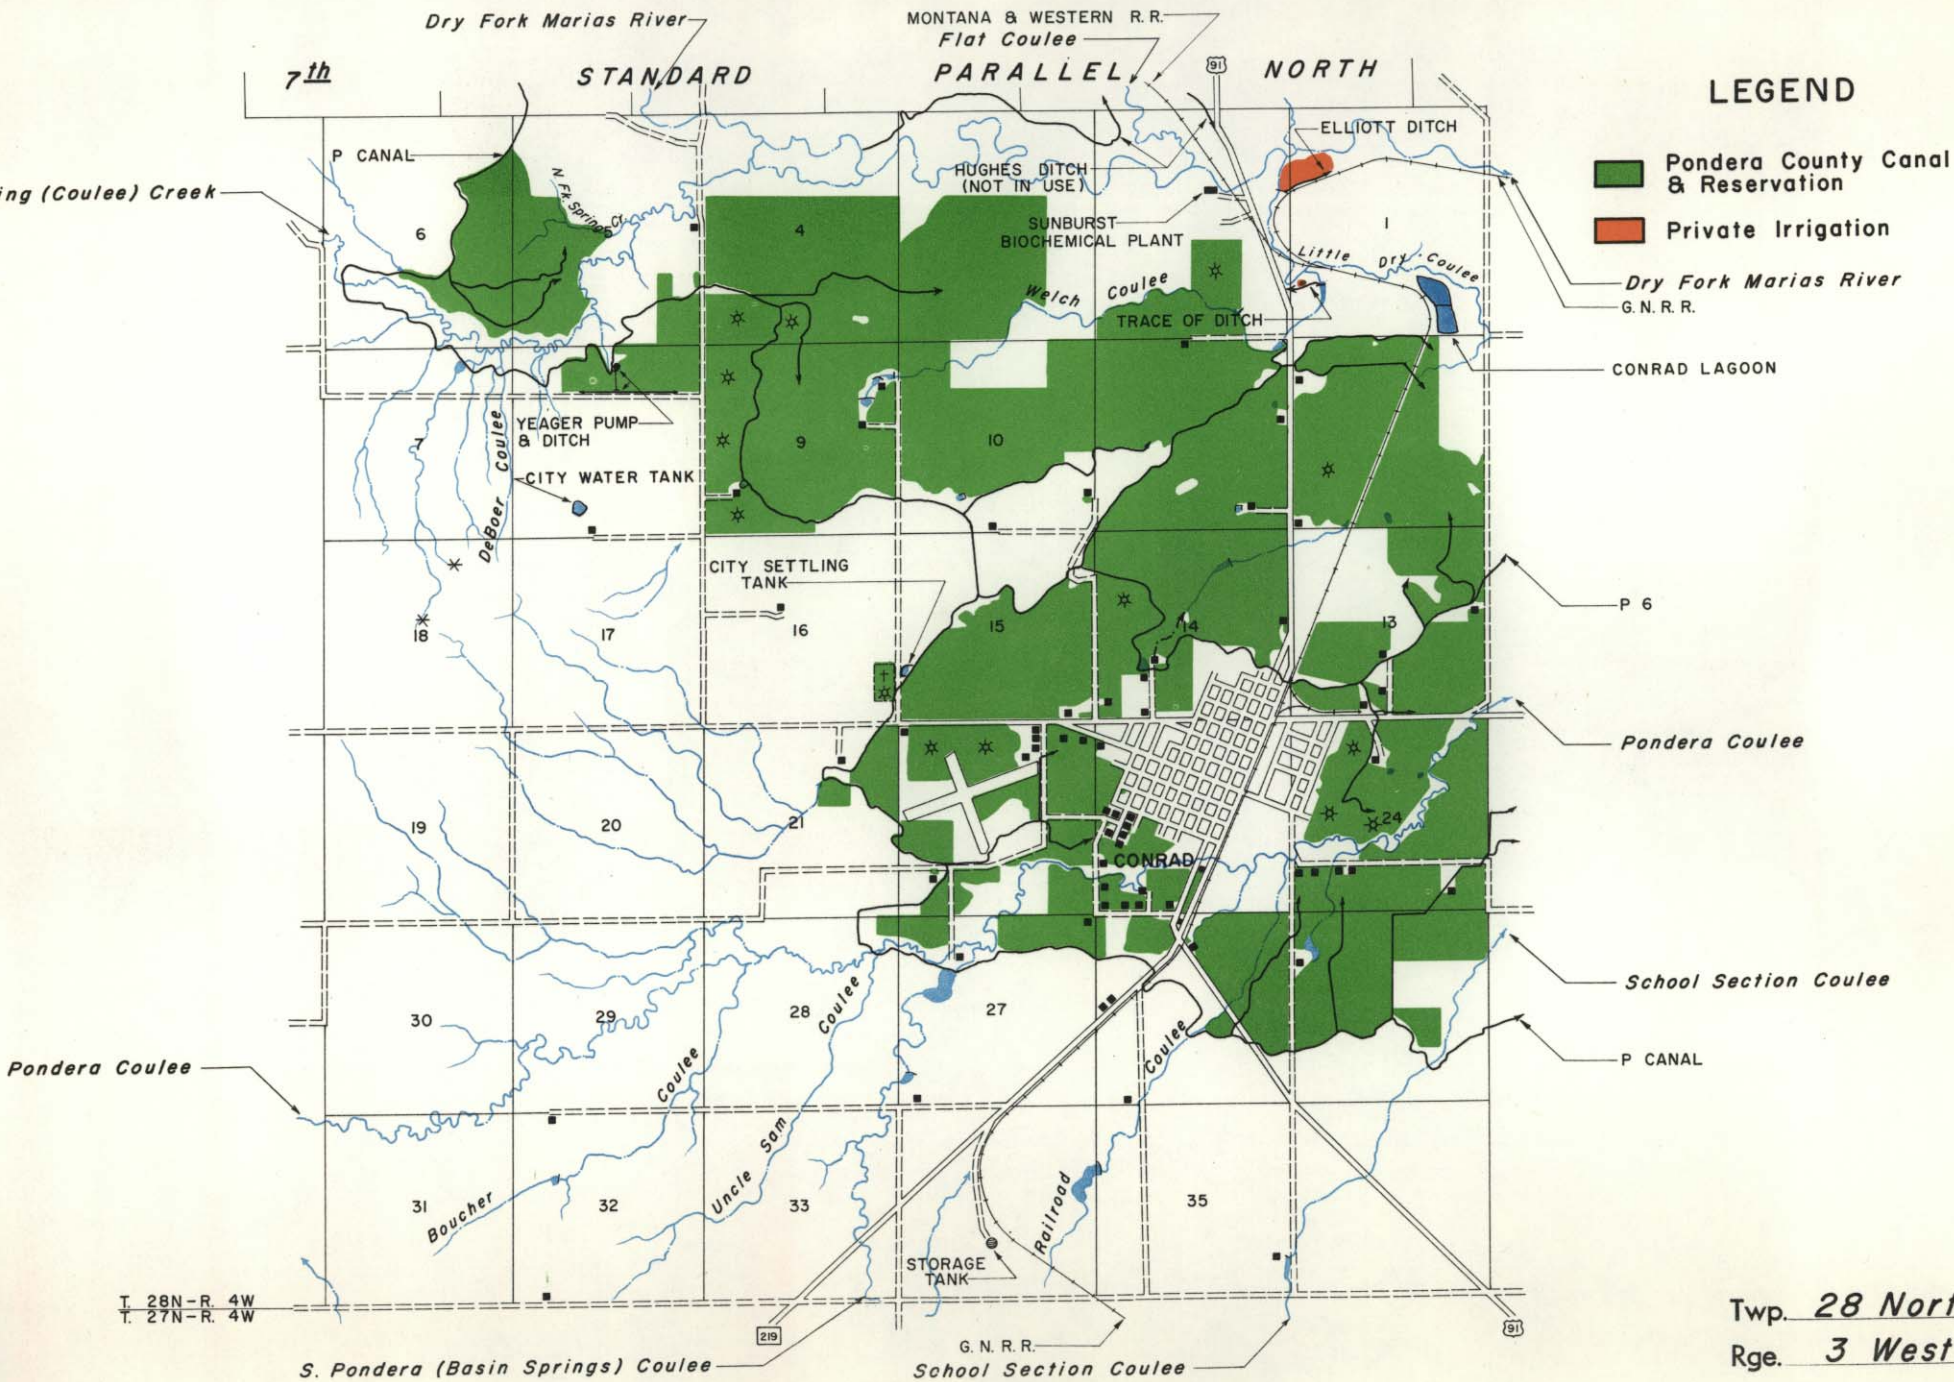 Dry Fork Marias River
MONTANA & WESTERN R. R.
Flat Coulee
7th STANDARD PARALLEL NORTH
91
LEGEND
Pondera County Canal
& Reservation
Private Irrigation
P CANAL
ing (Coulee) Creek
N. Fk. Spring Cr.
ELLIOTT DITCH
HUGHES DITCH
(NOT IN USE)
SUNBURST
BIOCHEMICAL PLANT
6
5
4
1
Little Dry Coulee
Welch Coulee
TRACE OF DITCH
Dry Fork Marias River
G. N. R. R.
CONRAD LAGOON
YEAGER PUMP
& DITCH
7
9
10
DeBoer Coulee
CITY WATER TANK
CITY SETTLING
TANK
18
17
16
15
14
13
P 6
Pondera Coulee
19
20
21
24
CONRAD
School Section Coulee
30
29
28
27
Coulee
Coulee
Coulee
P CANAL
Pondera Coulee
31
Boucher
32
Uncle Sam
33
Railroad
35
STORAGE
TANK
T. 28N-R. 4W
T. 27N-R. 4W
219
G. N. R. R.
91
S. Pondera (Basin Springs) Coulee
School Section Coulee
Twp. 28 Nort
Rge. 3 West